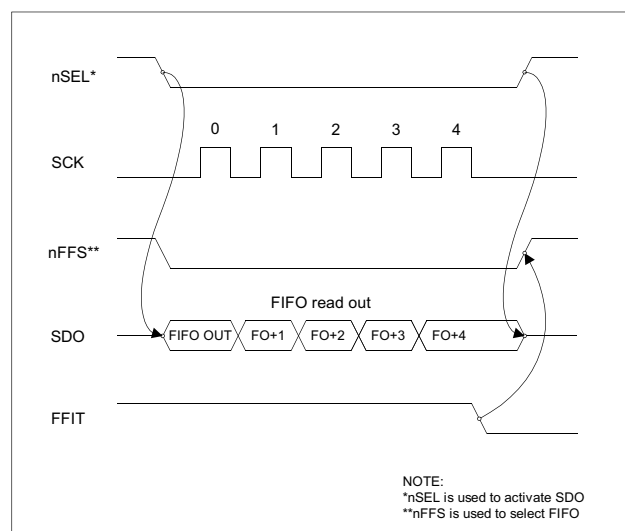 nSEL*
0 1 2 3 4
SCK
nFFS**
FIFO read out
SDO FIFO OUT FO+1 FO+2 FO+3 FO+4
FFIT
NOTE:
*nSEL is used to activate SDO
**nFFS is used to select FIFO